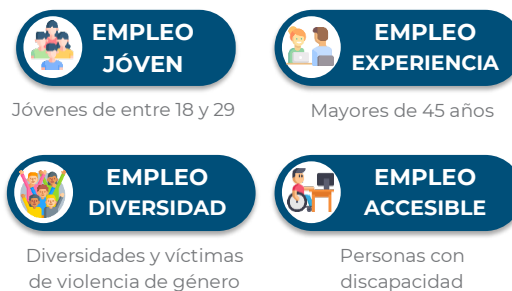 EMPLEO
JÓVEN
Jóvenes de entre 18 y 29
EMPLEO
EXPERIENCIA
Mayores de 45 años
EMPLEO
DIVERSIDAD
Diversidades y víctimas
de violencia de género
EMPLEO
ACCESIBLE
Personas con
discapacidad